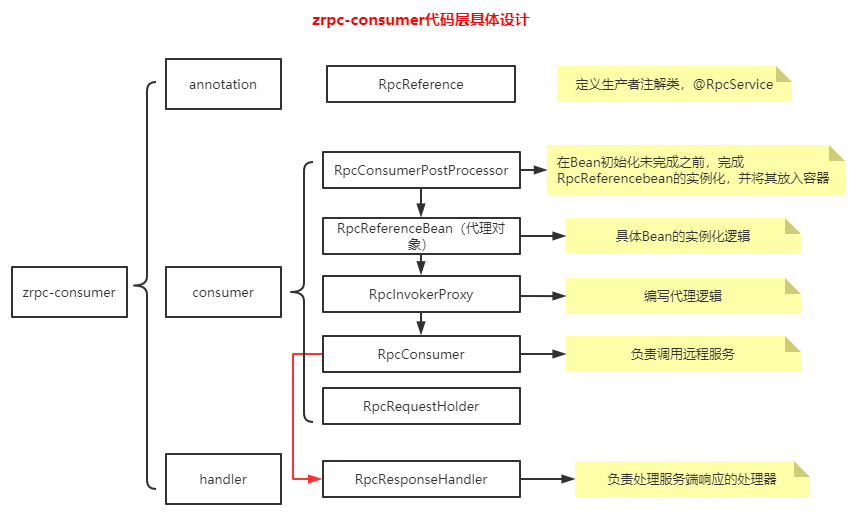 zrpc-consumer代码层具体设计
annotation
RpcReference
定义生产者注解类，@RpcService
RpcConsumerPostProcessor
在Bean初始化未完成之前，完成
RpcReferencebean的实例化，并将其放入容器
RpcReferenceBean（代理对
象）
具体Bean的实例化逻辑
zrpc-consumer
consumer
RpcInvokerProxy
编写代理逻辑
RpcConsumer
负责调用远程服务
RpcRequestHolder
handler
RpcResponseHandler
负责处理服务端响应的处理器